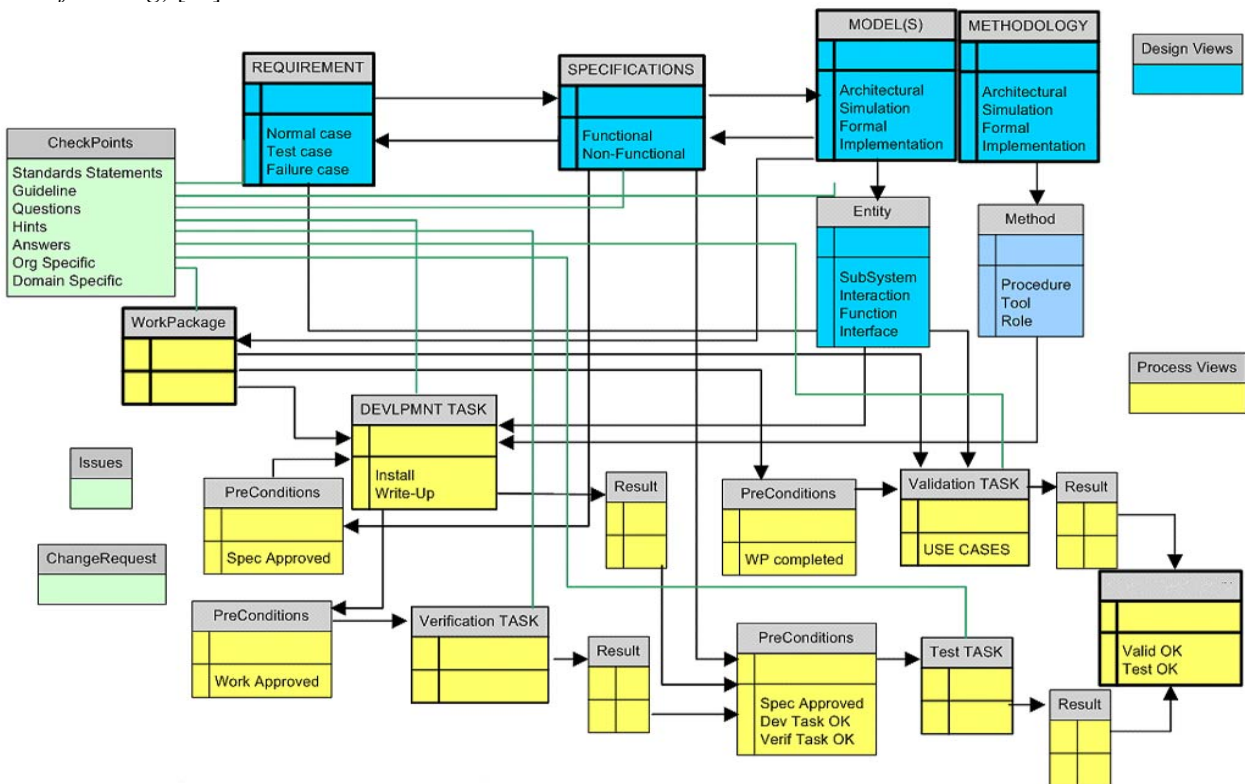 MODEL(S)
Architectural
Simulation
Formal
Implementation
METHODOLOGY
Architectural
Simulation
Formal
Implementation
Design Views
REQUIREMENT
Normal case
Test case
Failure case
SPECIFICATIONS
Functional
Non-Functional
CheckPoints
Standards Statements
Guideline
Questions
Hints
Answers
Org Specific
Domain Specific
Entity
SubSystem
Interaction
Function
Interface
Method
Procedure
Tool
Role
WorkPackage
Process Views
DEVLPMNT TASK
Install
Write-Up
Issues
PreConditions
Spec Approved
Result
PreConditions
WP completed
Validation TASK
USE CASES
Result
ChangeRequest
Valid OK
Test OK
PreConditions
Work Approved
Verification TASK
Result
PreConditions
Spec Approved
Dev Task OK
Verif Task OK
Test TASK
Result